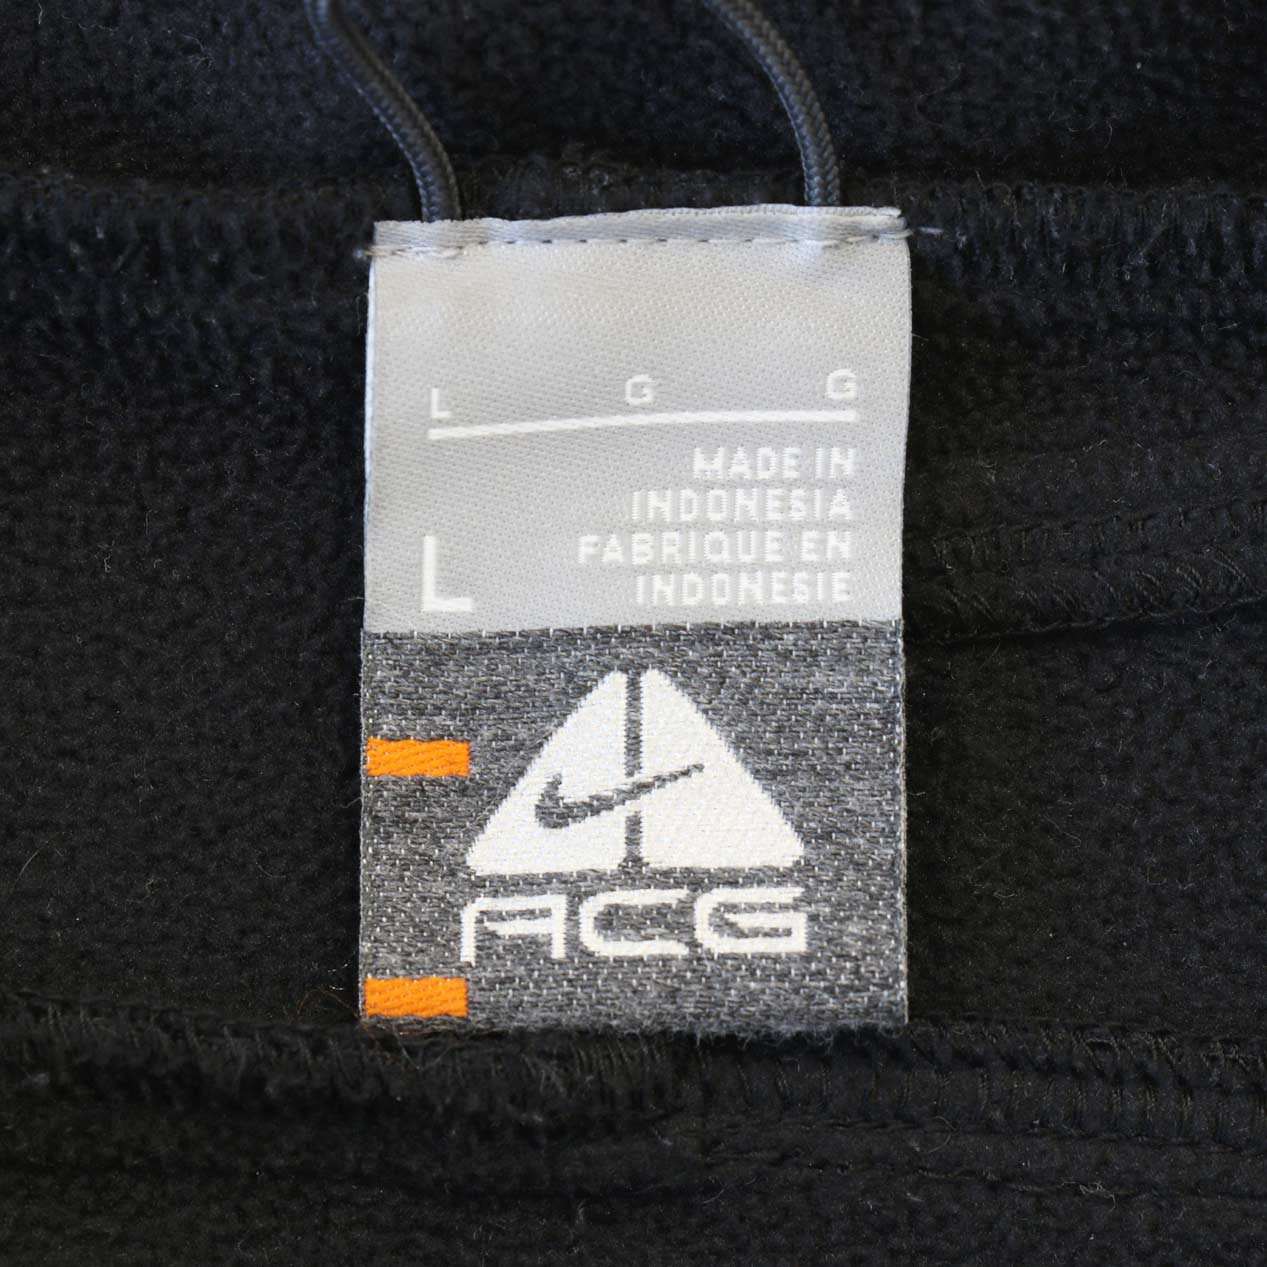 L G G
MADE IN
INDONESIA
FABRIQUE EN
INDONESIE
L
ACG